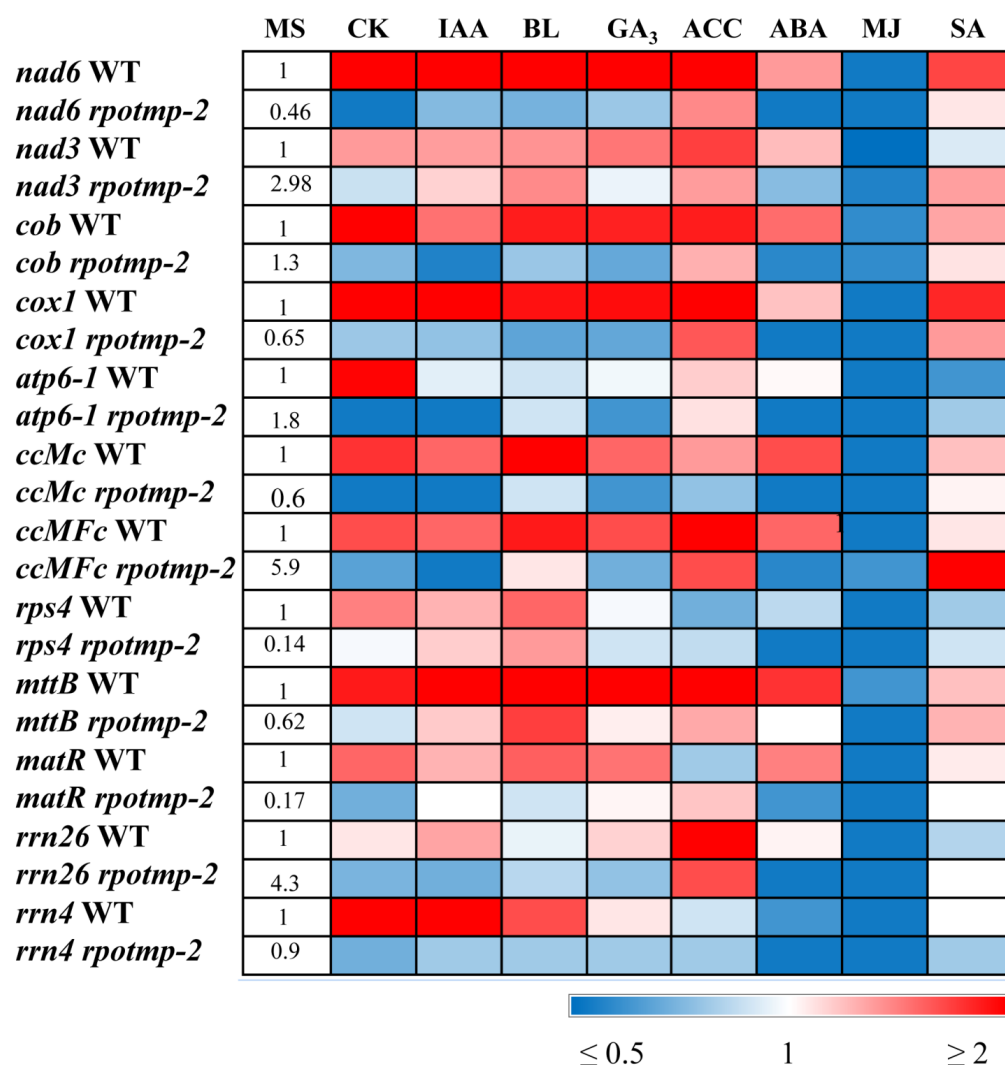 MS CK IAA BL GA₃ ACC ABA MJ SA
nad6 WT 1
nad6 rpotmp-2 0.46
nad3 WT 1
nad3 rpotmp-2 2.98
cob WT 1
cob rpotmp-2 1.3
cox1 WT 1
cox1 rpotmp-2 0.65
atp6-1 WT 1
atp6-1 rpotmp-2 1.8
ccMc WT 1
ccMc rpotmp-2 0.6
ccMFc WT 1 1
ccMFc rpotmp-2 5.9
rps4 WT 1
rps4 rpotmp-2 0.14
mttB WT 1
mttB rpotmp-2 0.62
matR WT 1
matR rpotmp-2 0.17
rrn26 WT 1
rrn26 rpotmp-2 4.3
rrn4 WT 1
rrn4 rpotmp-2 0.9
≤ 0.5 1 ≥ 2